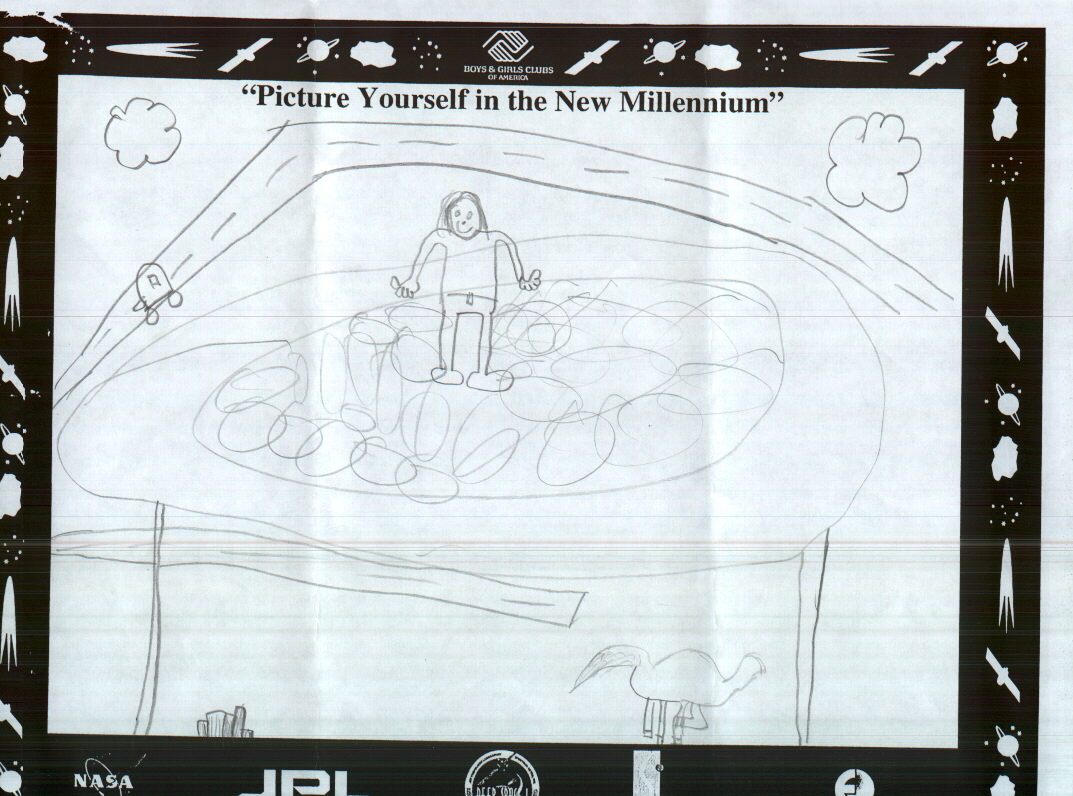 BOYS & GIRLS CLUBS
OF AMERICA
“Picture Yourself in the New Millennium”
NASA
JPL
DEEP SPACE 1